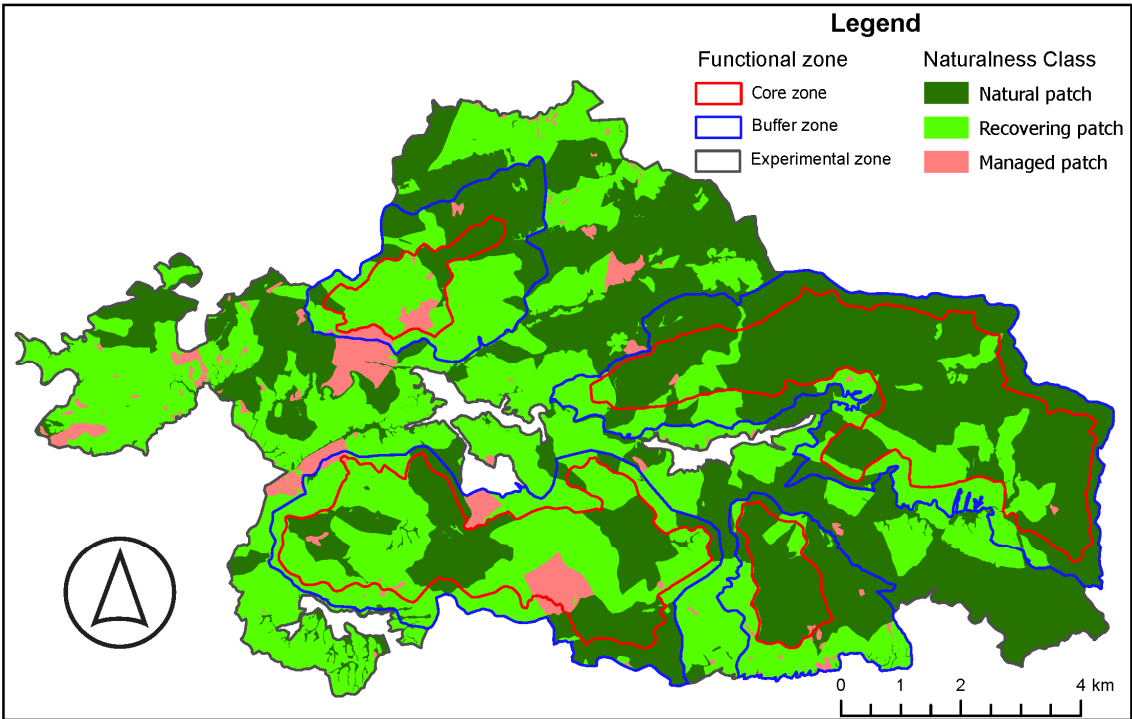 Legend
Functional zone
Naturalness Class
Core zone
Natural patch
Buffer zone
Recovering patch
Experimental zone
Managed patch
0 1 2 4 km